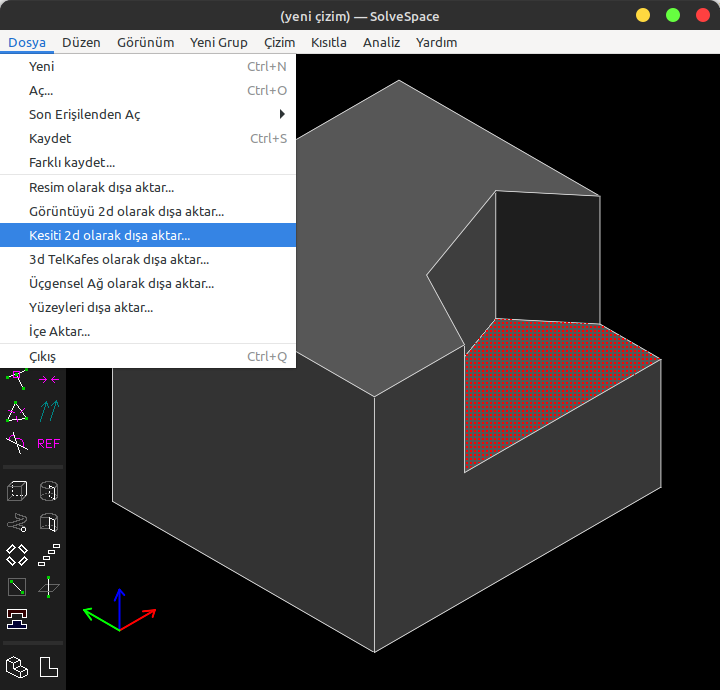 (yeni çizim) — SolveSpace
Dosya Düzen Görünüm Yeni Grup Çizim Kısıtla Analiz Yardım
Yeni Ctrl+N
Aç... Ctrl+O
Son Erişilenden Aç
Kaydet Ctrl+S
Farklı kaydet...
Resim olarak dışa aktar...
Görüntüyü 2d olarak dışa aktar...
Kesiti 2d olarak dışa aktar...
3d TelKafes olarak dışa aktar...
Üçgensel Ağ olarak dışa aktar...
Yüzeyleri dışa aktar...
İçe Aktar...
Çıkış Ctrl+Q
REF